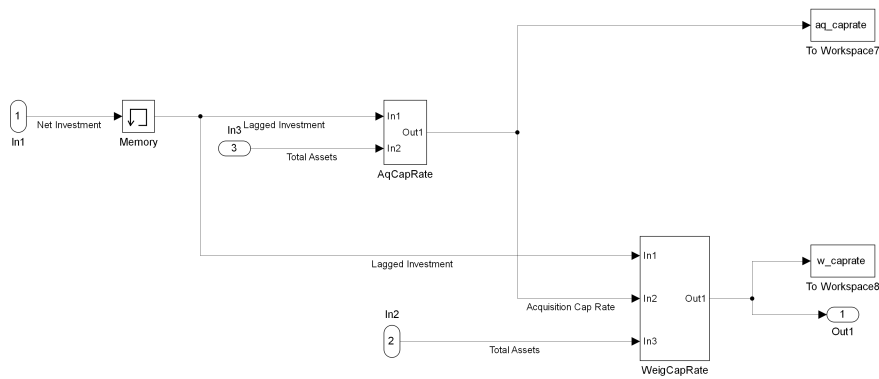 aq_caprate
To Workspace7
1
In1
Net Investment
Memory
Lagged Investment
In3
3
Total Assets
In1
In2
Out1
AqCapRate
Lagged Investment
Acquisition Cap Rate
In2
2
Total Assets
In1
In2
In3
Out1
WeigCapRate
w_caprate
To Workspace8
1
Out1